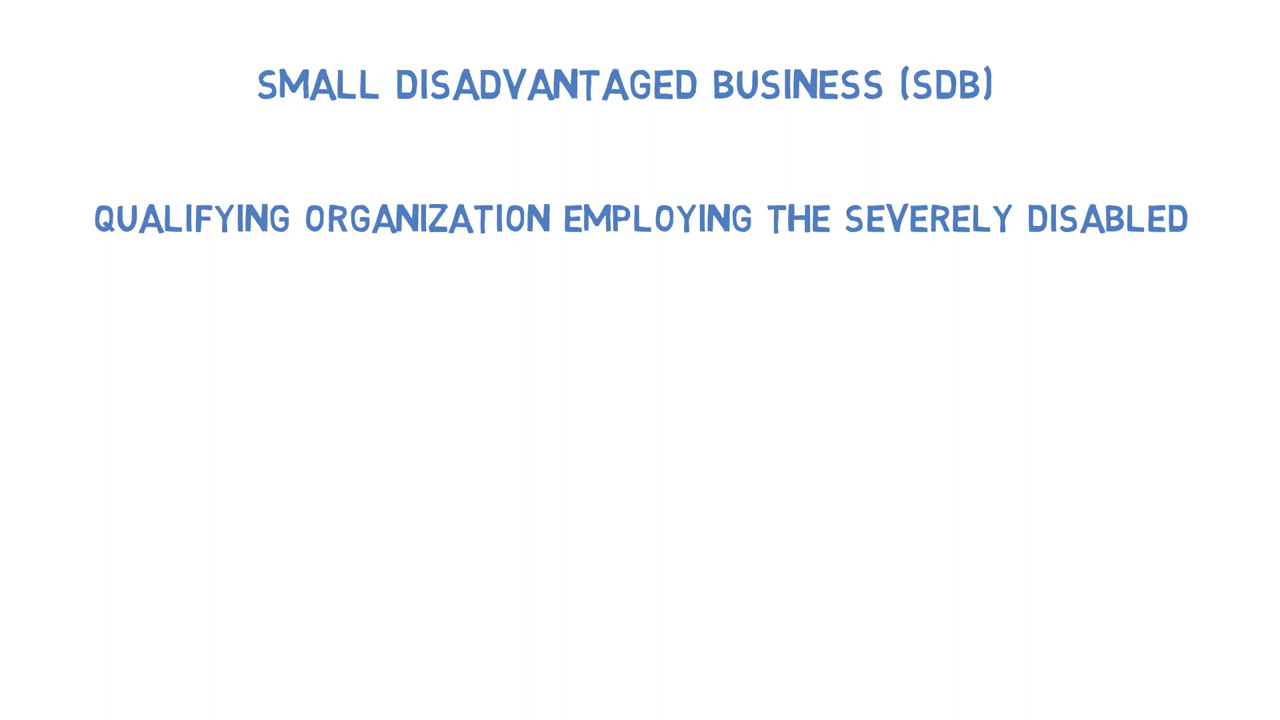 SMALL DISADVANTAGED BUSINESS (SDB)
QUALIFYING ORGANIZATION EMPLOYING THE SEVERELY DISABLED